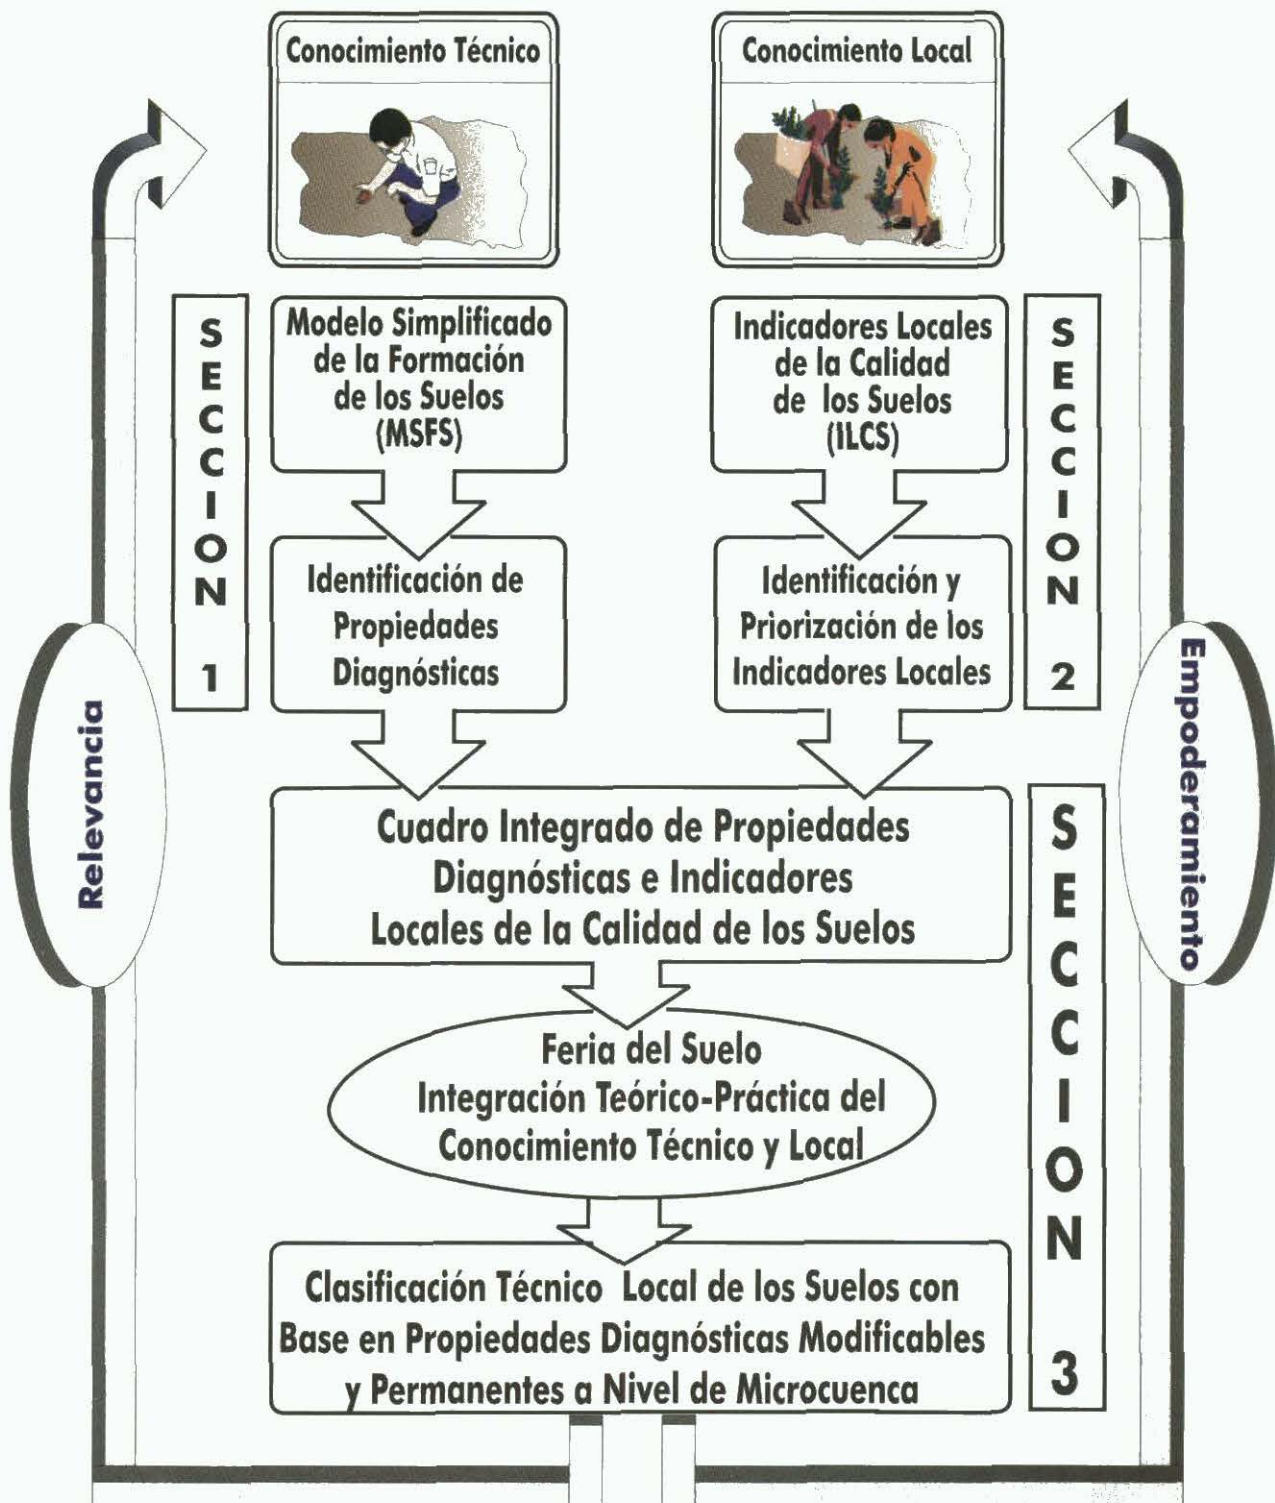 Conocimiento Técnico
Conocimiento Local
SECCION 1
Modelo Simplificado
de la Formación
de los Suelos
(MSFS)
Indicadores Locales
de la Calidad
de los Suelos
(ILCS)
SECCION 2
Identificación de
Propiedades
Diagnósticas
Identificación y
Priorización de los
Indicadores Locales
Relevancia
Empoderamiento
Cuadro Integrado de Propiedades
Diagnósticas e Indicadores
Locales de la Calidad de los Suelos
SECCION 3
Feria del Suelo
Integración Teórico-Práctica del
Conocimiento Técnico y Local
Clasificación Técnico Local de los Suelos con
Base en Propiedades Diagnósticas Modificables
y Permanentes a Nivel de Microcuenca